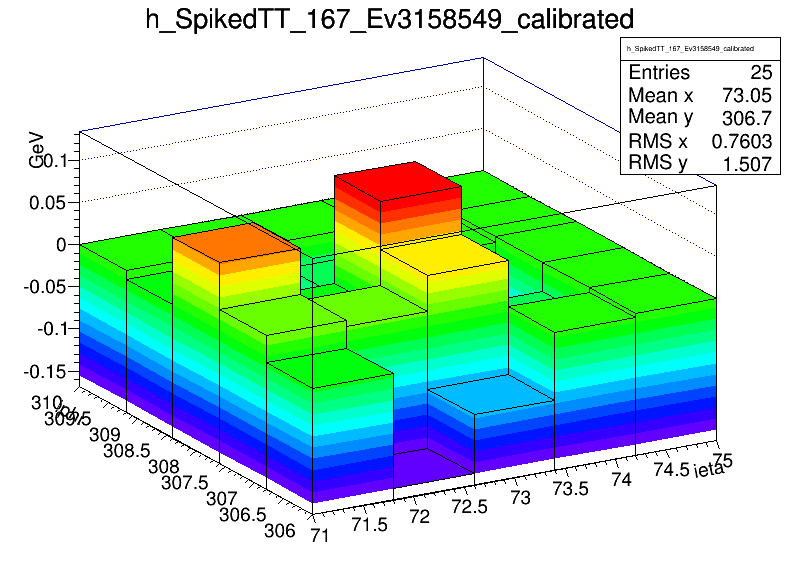 h_SpikedTT_167_Ev3158549_calibrated
h_SpikedTT_167_Ev3158549_calibrated
Entries 25
Mean x 73.05
Mean y 306.7
RMS x 0.7603
RMS y 1.507
GeV
0.1
0.05
0
-0.05
-0.1
-0.15
310
309.5
309
308.5
308
307.5
307
306.5
306
71
71.5
72
72.5
73
73.5
74
74.5
75
ieta